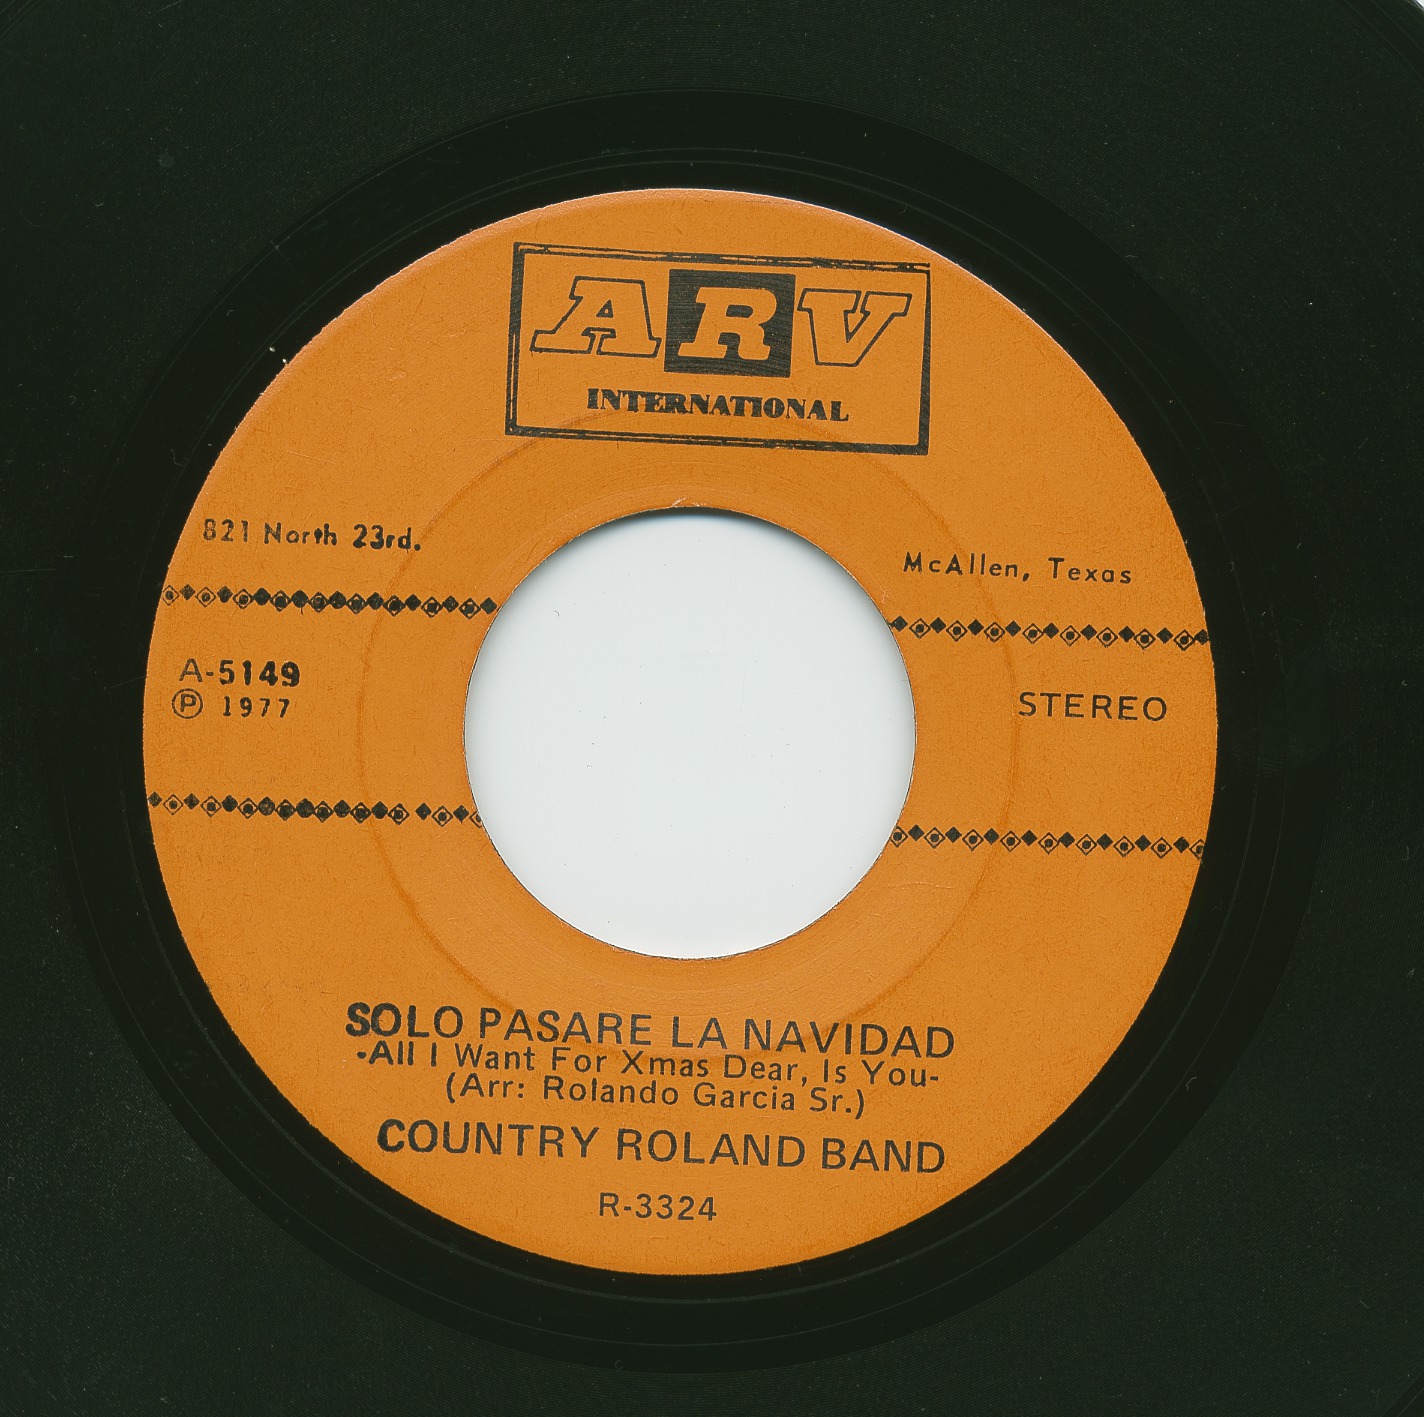 ARV
INTERNATIONAL
821 North 23rd.
McAllen, Texas
A-5149
℗ 1977
STEREO
SOLO PASARE LA NAVIDAD
-All I Want For Xmas Dear, Is You-
(Arr: Rolando Garcia Sr.)
COUNTRY ROLAND BAND
R-3324